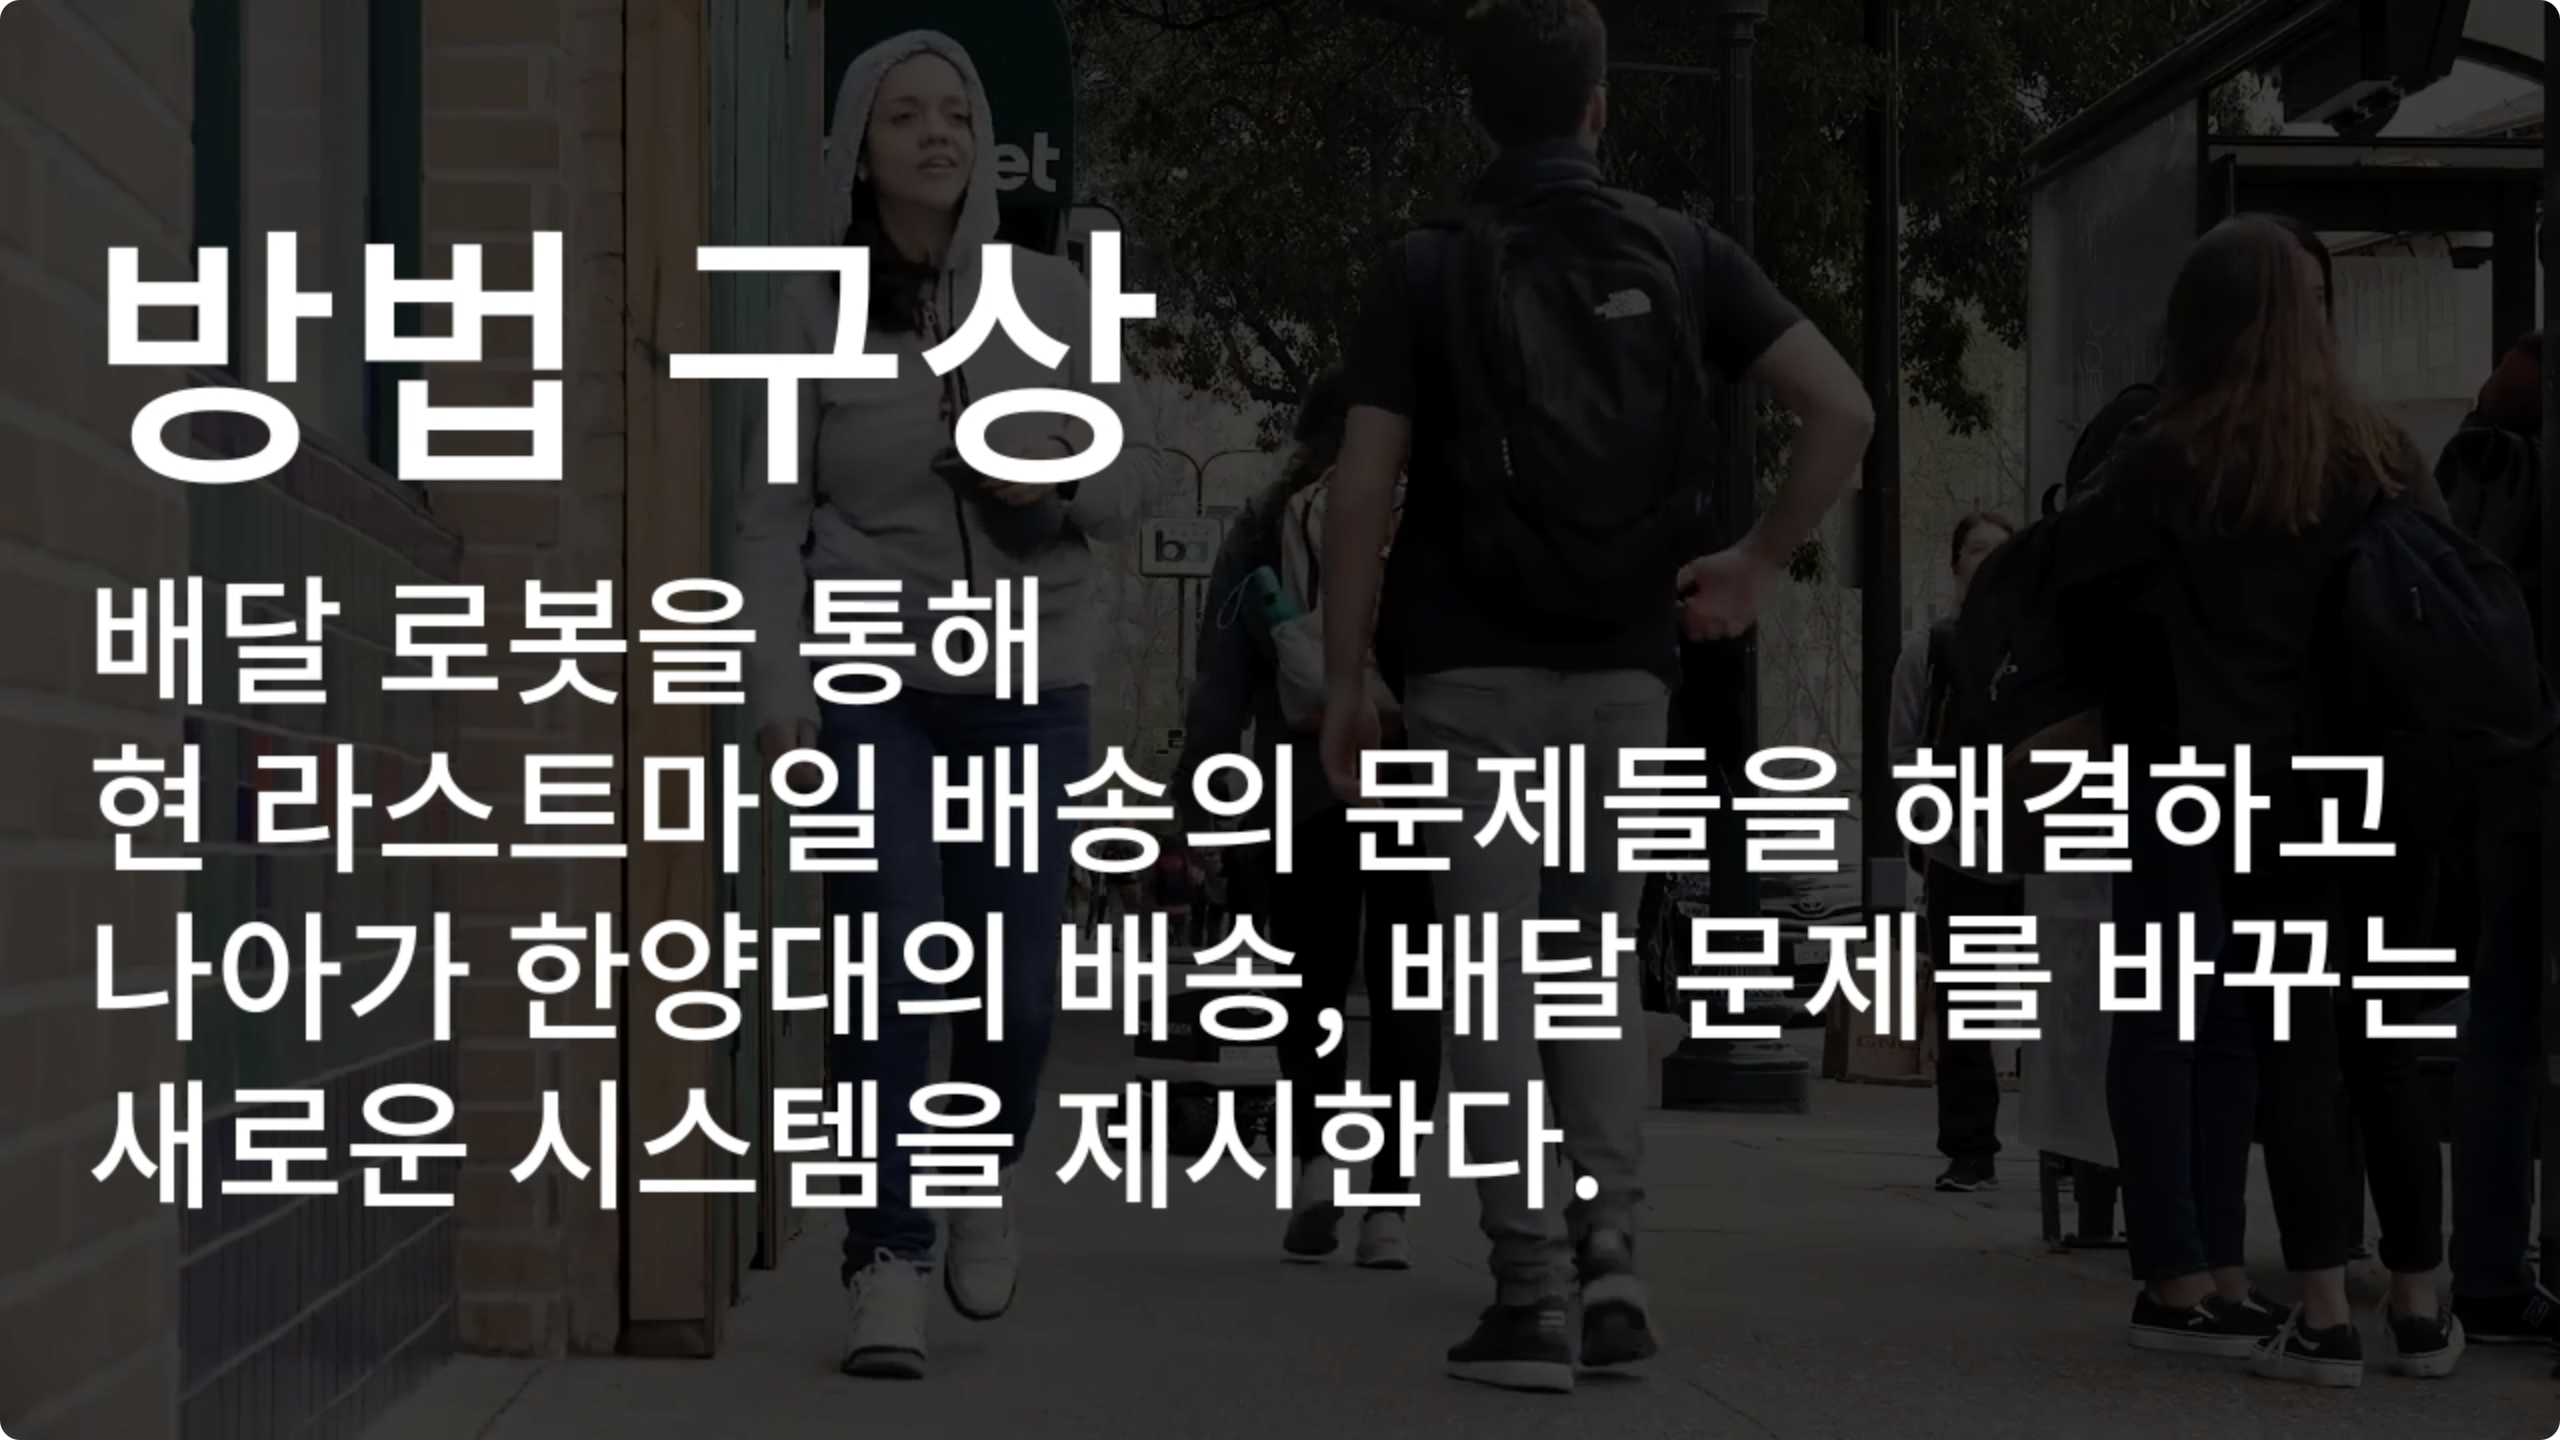 방법 구상
배달 로봇을 통해
현 라스트마일 배송의 문제들을 해결하고
나아가 한양대의 배송, 배달 문제를 바꾸는
새로운 시스템을 제시한다.
et